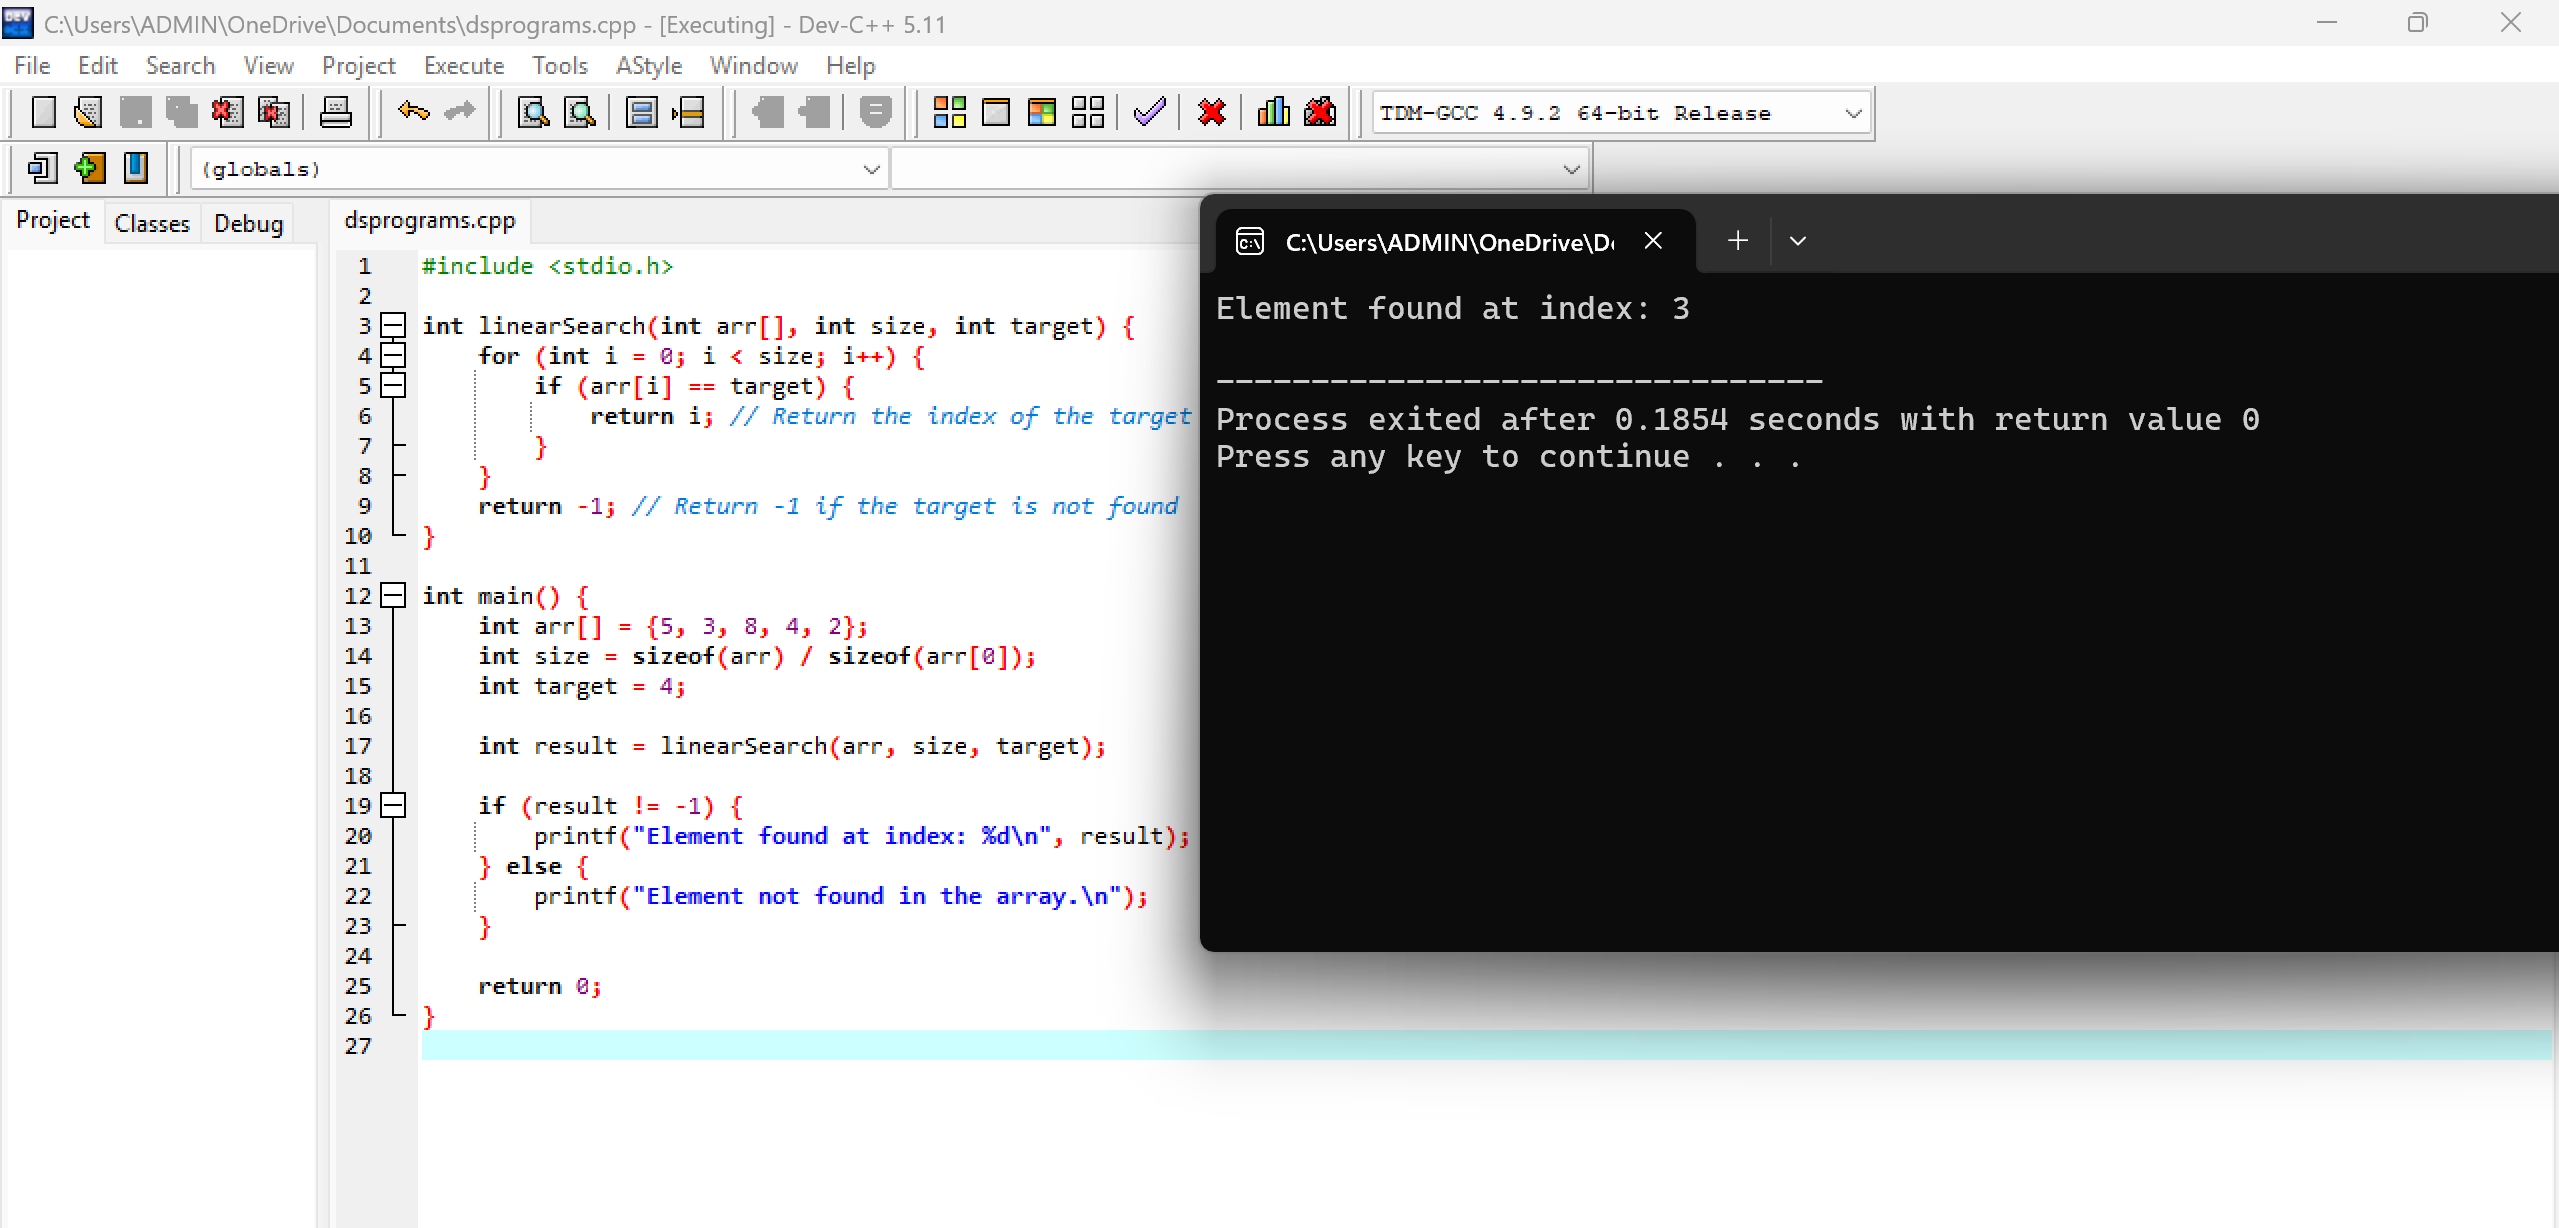 C:\Users\ADMIN\OneDrive\Documents\dsprograms.cpp - [Executing] - Dev-C++ 5.11
File Edit Search View Project Execute Tools AStyle Window Help
TDM-GCC 4.9.2 64-bit Release
(globals)
Project Classes Debug
dsprograms.cpp
1 #include <stdio.h>
2
3 int linearSearch(int arr[], int size, int target) {
4     for (int i = 0; i < size; i++) {
5         if (arr[i] == target) {
6             return i; // Return the index of the target
7         }
8     }
9     return -1; // Return -1 if the target is not found
10 }
11
12 int main() {
13     int arr[] = {5, 3, 8, 4, 2};
14     int size = sizeof(arr) / sizeof(arr[0]);
15     int target = 4;
16
17     int result = linearSearch(arr, size, target);
18
19     if (result != -1) {
20         printf("Element found at index: %d\n", result);
21     } else {
22         printf("Element not found in the array.\n");
23     }
24
25     return 0;
26 }
27
C:\Users\ADMIN\OneDrive\D
Element found at index: 3
--------------------------------
Process exited after 0.1854 seconds with return value 0
Press any key to continue . . .